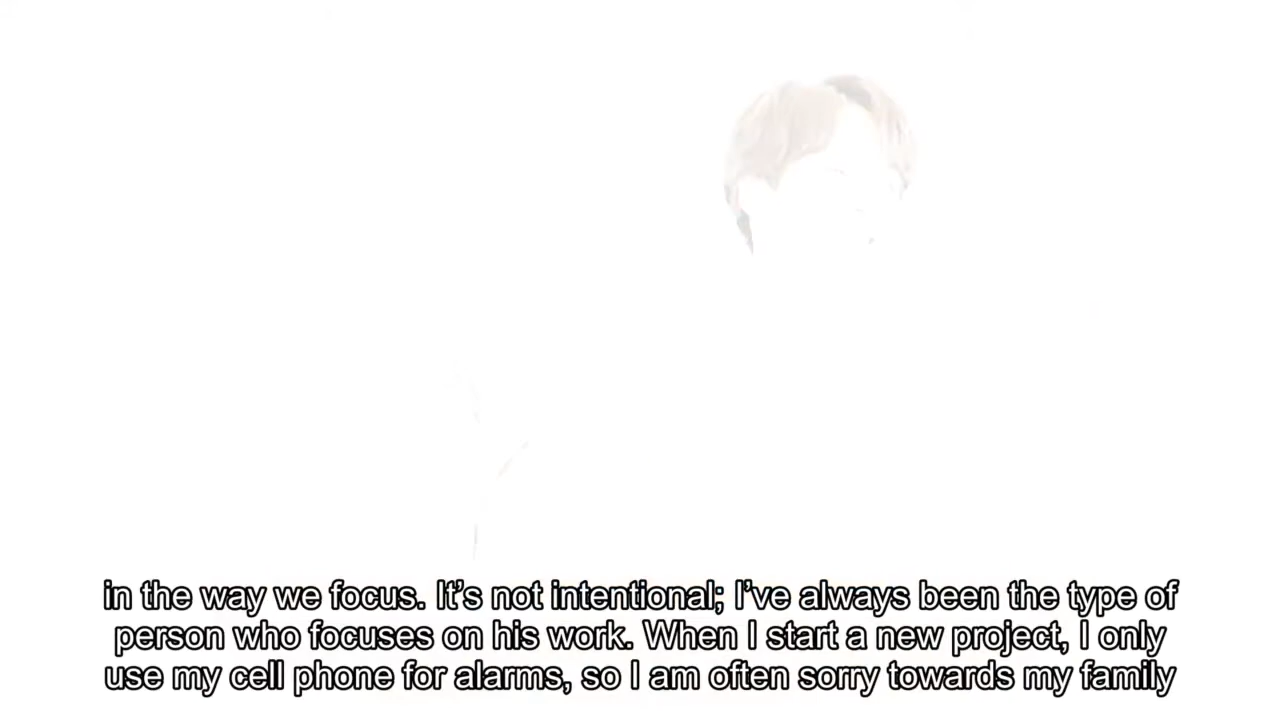 in the way we focus. It’s not intentional; I’ve always been the type of
person who focuses on his work. When I start a new project, I only
use my cell phone for alarms, so I am often sorry towards my family